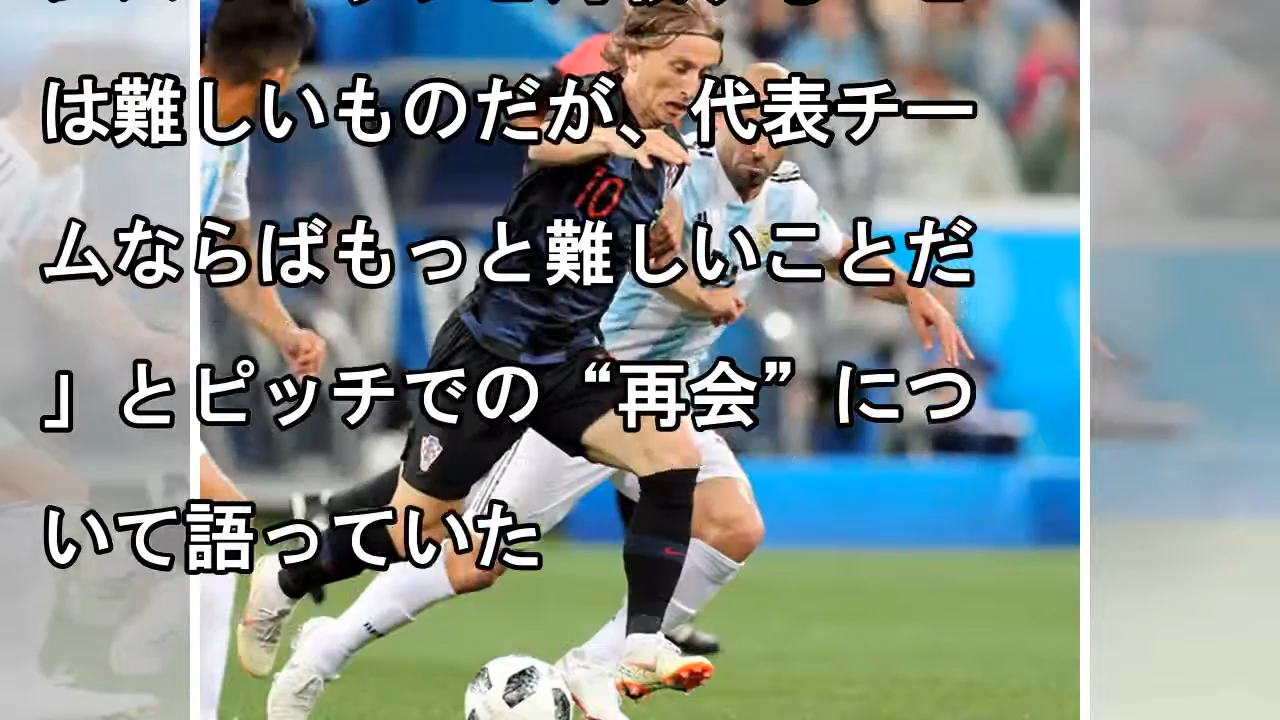 は難しいものだが、代表チー
ムならばもっと難しいことだ
」とピッチでの“再会”につ
いて語っていた
10